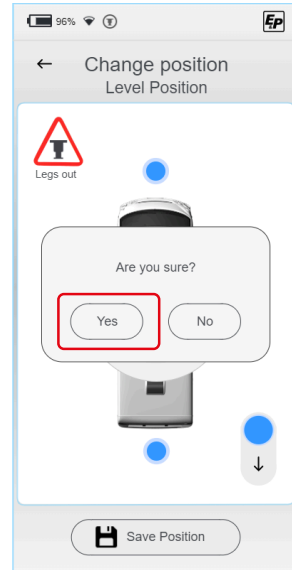 96%
EP
Change position
Level Position
Legs out
Are you sure?
Yes No
Save Position